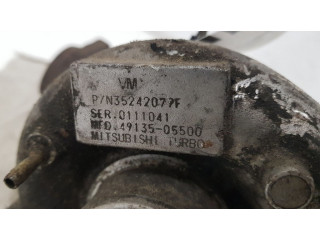 VM
P/N35242077F
SER.0111041
MFD.49135-05500
MITSUBISHI TURBO